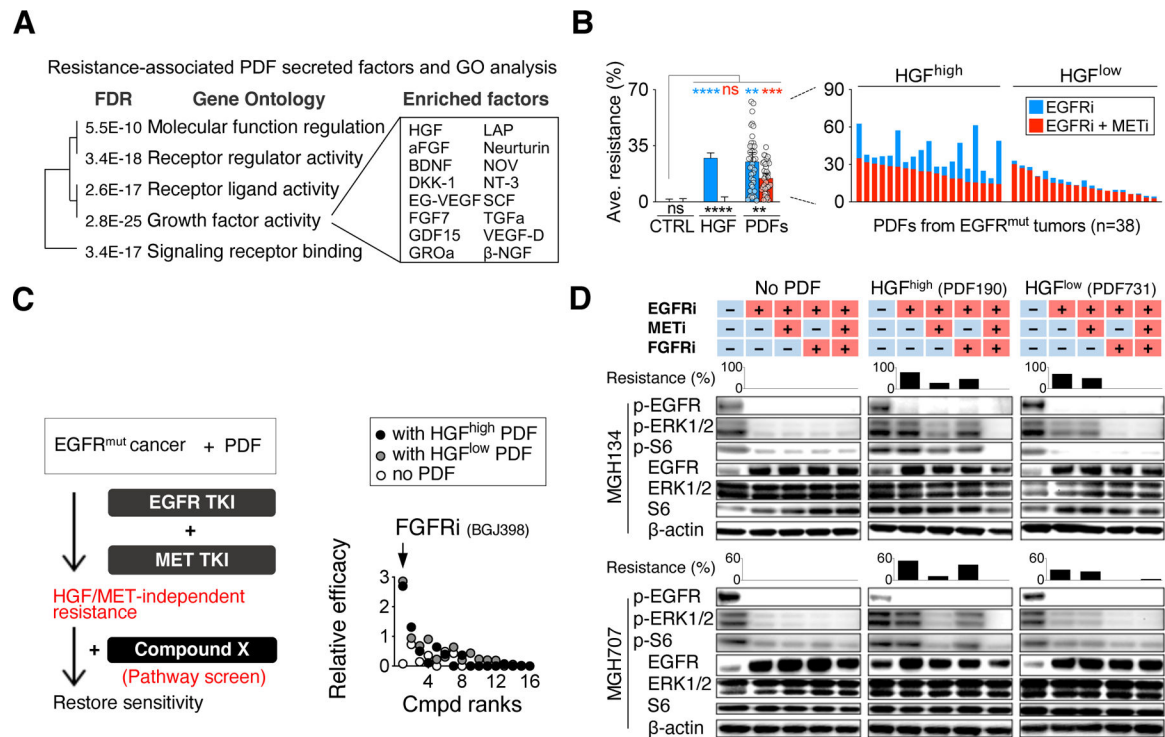 A
Resistance-associated PDF secreted factors and GO analysis
FDR Gene Ontology Enriched factors
5.5E-10 Molecular function regulation
3.4E-18 Receptor regulator activity
2.6E-17 Receptor ligand activity
2.8E-25 Growth factor activity
3.4E-17 Signaling receptor binding
HGF LAP
aFGF Neurturin
BDNF NOV
DKK-1 NT-3
EG-VEGF SCF
FGF7 TGFa
GDF15 VEGF-D
GROa β-NGF
B
Ave. resistance (%)
70
35
0
**** ns ** ***
ns **** **
CTRL HGF PDFs
HGFhigh HGFlow
90
60
30
0
EGFRi
EGFRi + METi
PDFs from EGFRmut tumors (n=38)
C
EGFRmut cancer + PDF
EGFR TKI
+
MET TKI
HGF/MET-independent
resistance
+ Compound X
(Pathway screen)
Restore sensitivity
with HGFhigh PDF
with HGFlow PDF
no PDF
FGFRi (BGJ398)
Relative efficacy
3
2
1
0
4 8 12 16
Cmpd ranks
D
No PDF HGFhigh (PDF190) HGFlow (PDF731)
EGFRi − + + + + − + + + + − + + + +
METi − − + − + − − + − + − − + − +
FGFRi − − − + + − − − + + − − − + +
Resistance (%) 100 0 100 0 100 0
MGH134
p-EGFR
p-ERK1/2
p-S6
EGFR
ERK1/2
S6
β-actin
Resistance (%) 60 0 60 0 60 0
MGH707
p-EGFR
p-ERK1/2
p-S6
EGFR
ERK1/2
S6
β-actin